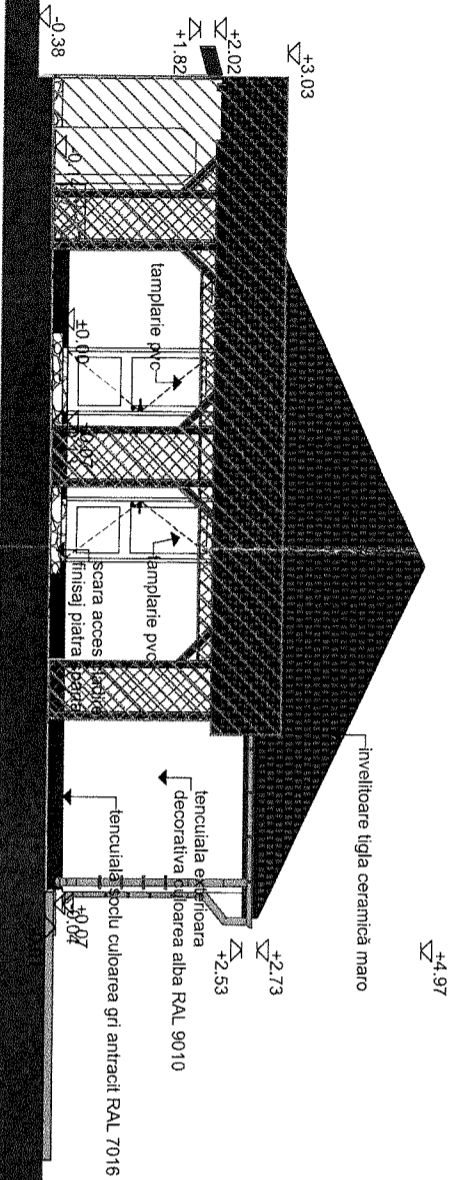 +4.97
+3.03
+2.02
+1.82
-0.38
+2.73
+2.53
+0.07
-0.14
±0.00
tamplarie pvc
tamplarie pvc
scara acces
finisaj piatra
invelitoare tigla ceramică maro
tencuiala exterioara
decorativa culoarea alba RAL 9010
tencuiala soclu culoarea gri antracit RAL 7016